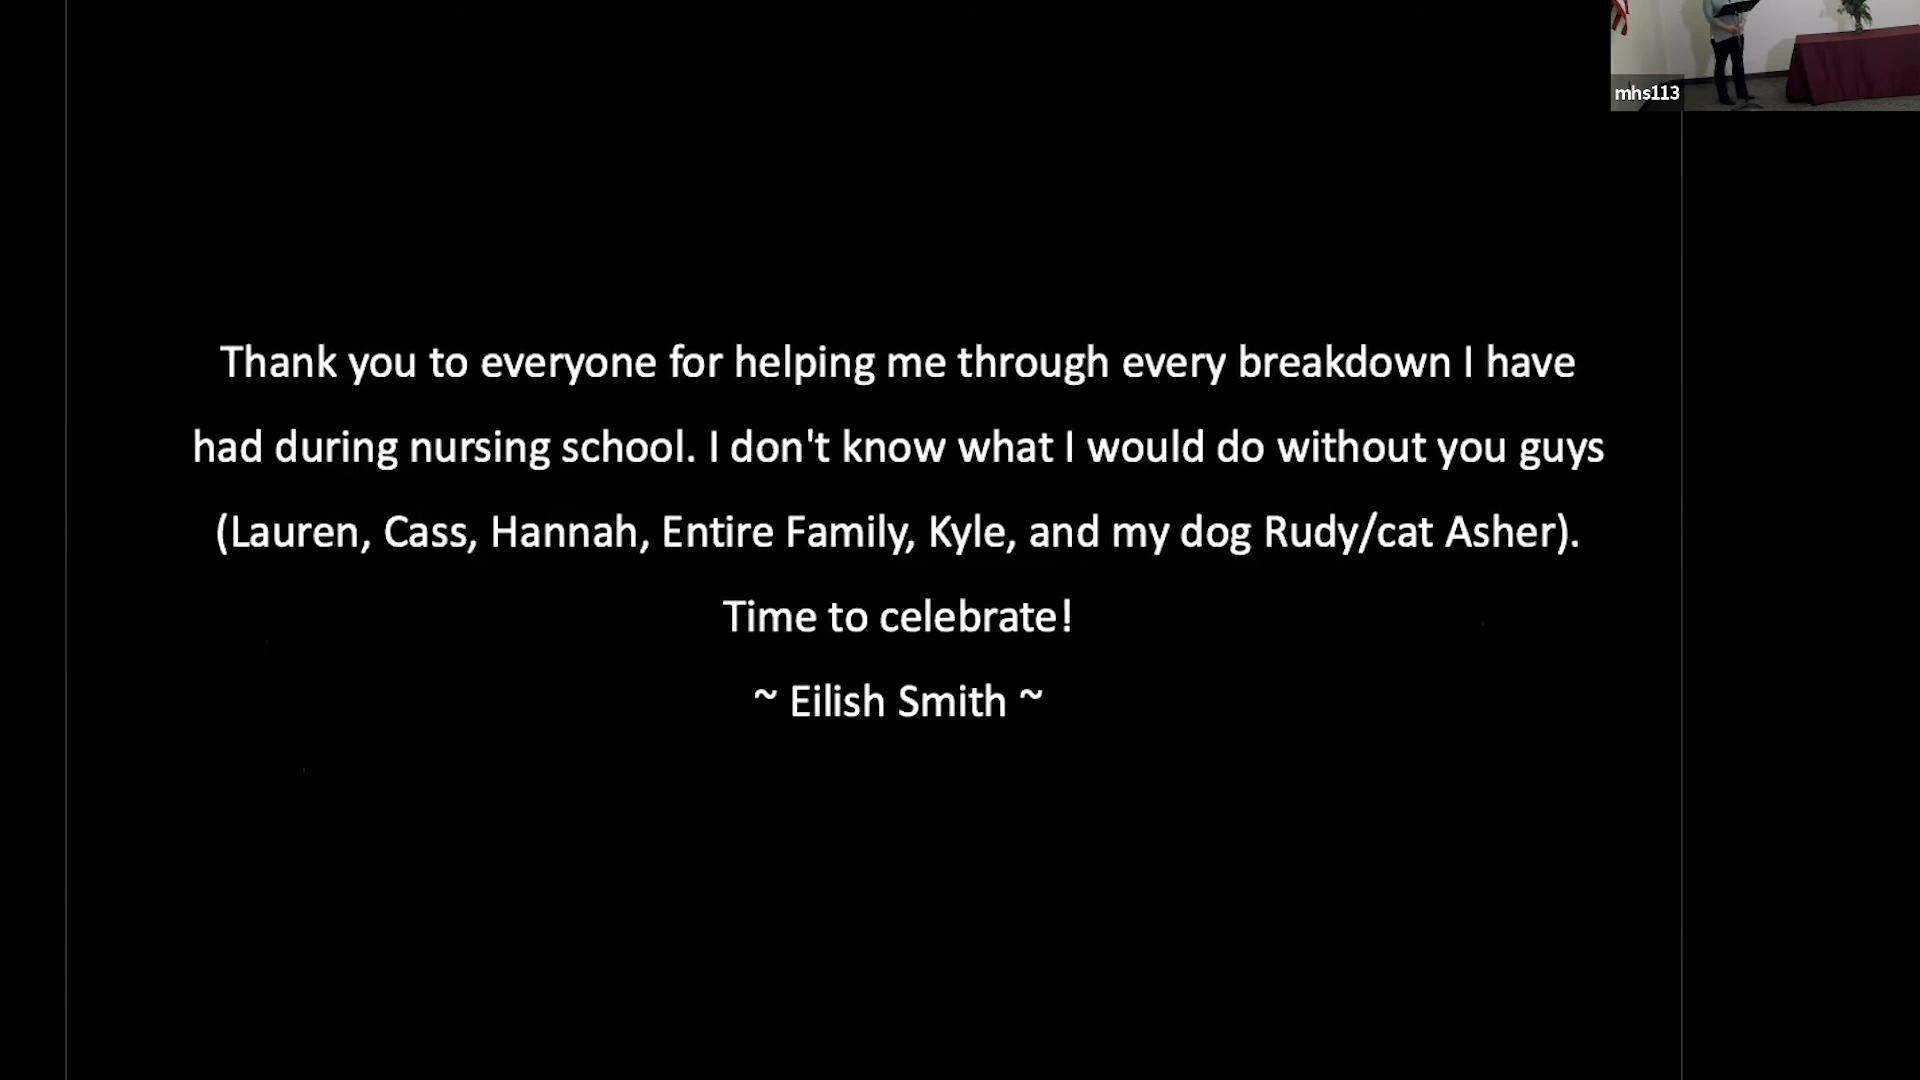 mhs113
Thank you to everyone for helping me through every breakdown I have
had during nursing school. I don't know what I would do without you guys
(Lauren, Cass, Hannah, Entire Family, Kyle, and my dog Rudy/cat Asher).
Time to celebrate!
~ Eilish Smith ~